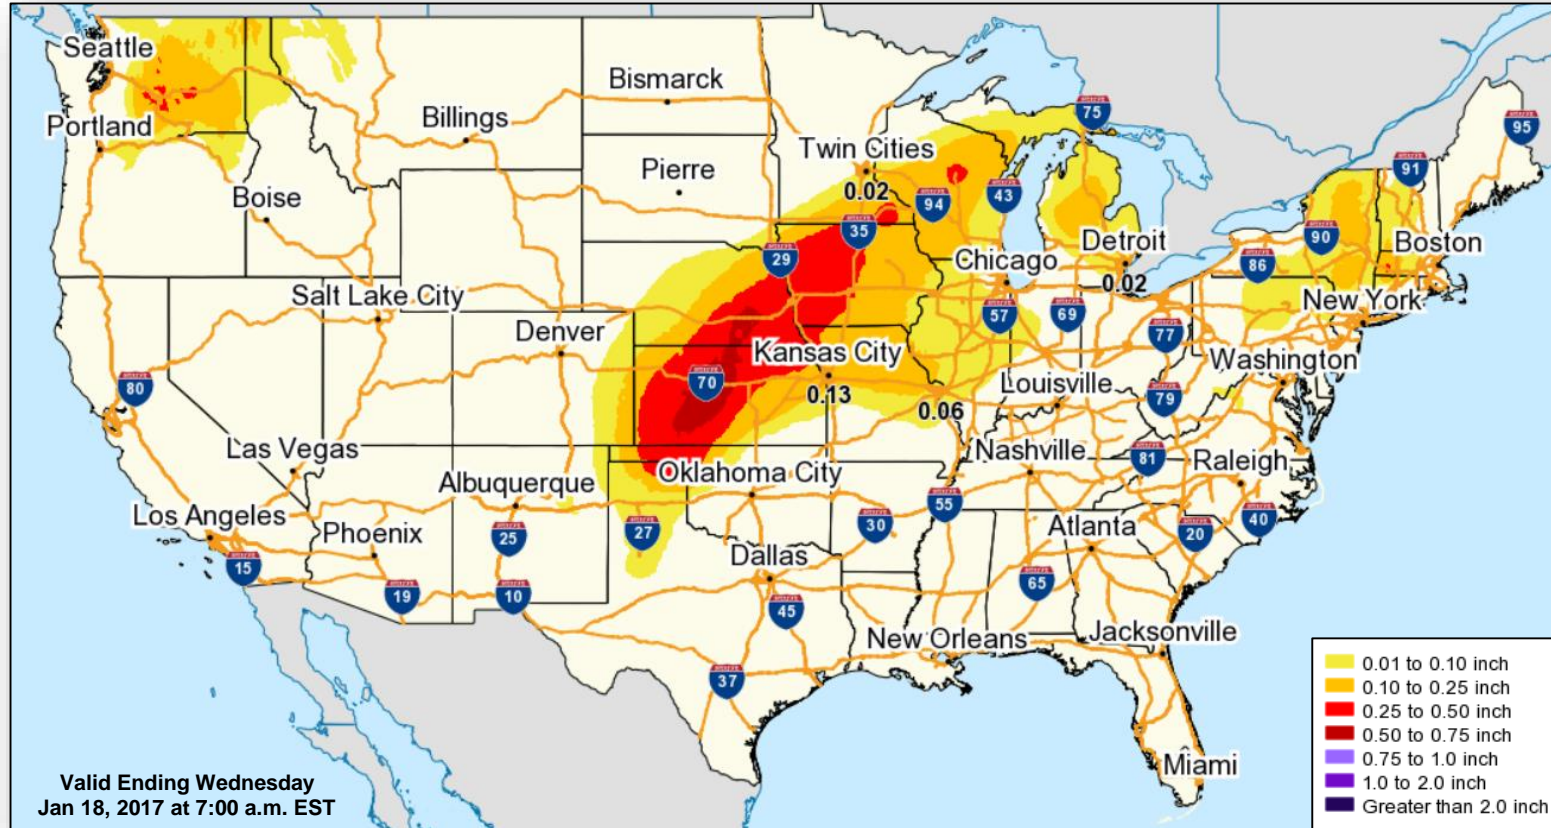 Seattle
Portland
Boise
Billings
Bismarck
Pierre
Twin Cities
0.02
75
95
91
94
43
35
29
90
86
Boston
Detroit
0.02
Chicago
57
69
77
New York
Salt Lake City
Denver
80
70
Kansas City
0.13
0.06
Louisville
Washington
79
Las Vegas
Albuquerque
Oklahoma City
Nashville
81
Raleigh
Los Angeles
Phoenix
25
27
30
55
Atlanta
20
40
15
19
10
Dallas
45
65
37
New Orleans
Jacksonville
Miami
Valid Ending Wednesday
Jan 18, 2017 at 7:00 a.m. EST
0.01 to 0.10 inch
0.10 to 0.25 inch
0.25 to 0.50 inch
0.50 to 0.75 inch
0.75 to 1.0 inch
1.0 to 2.0 inch
Greater than 2.0 inch